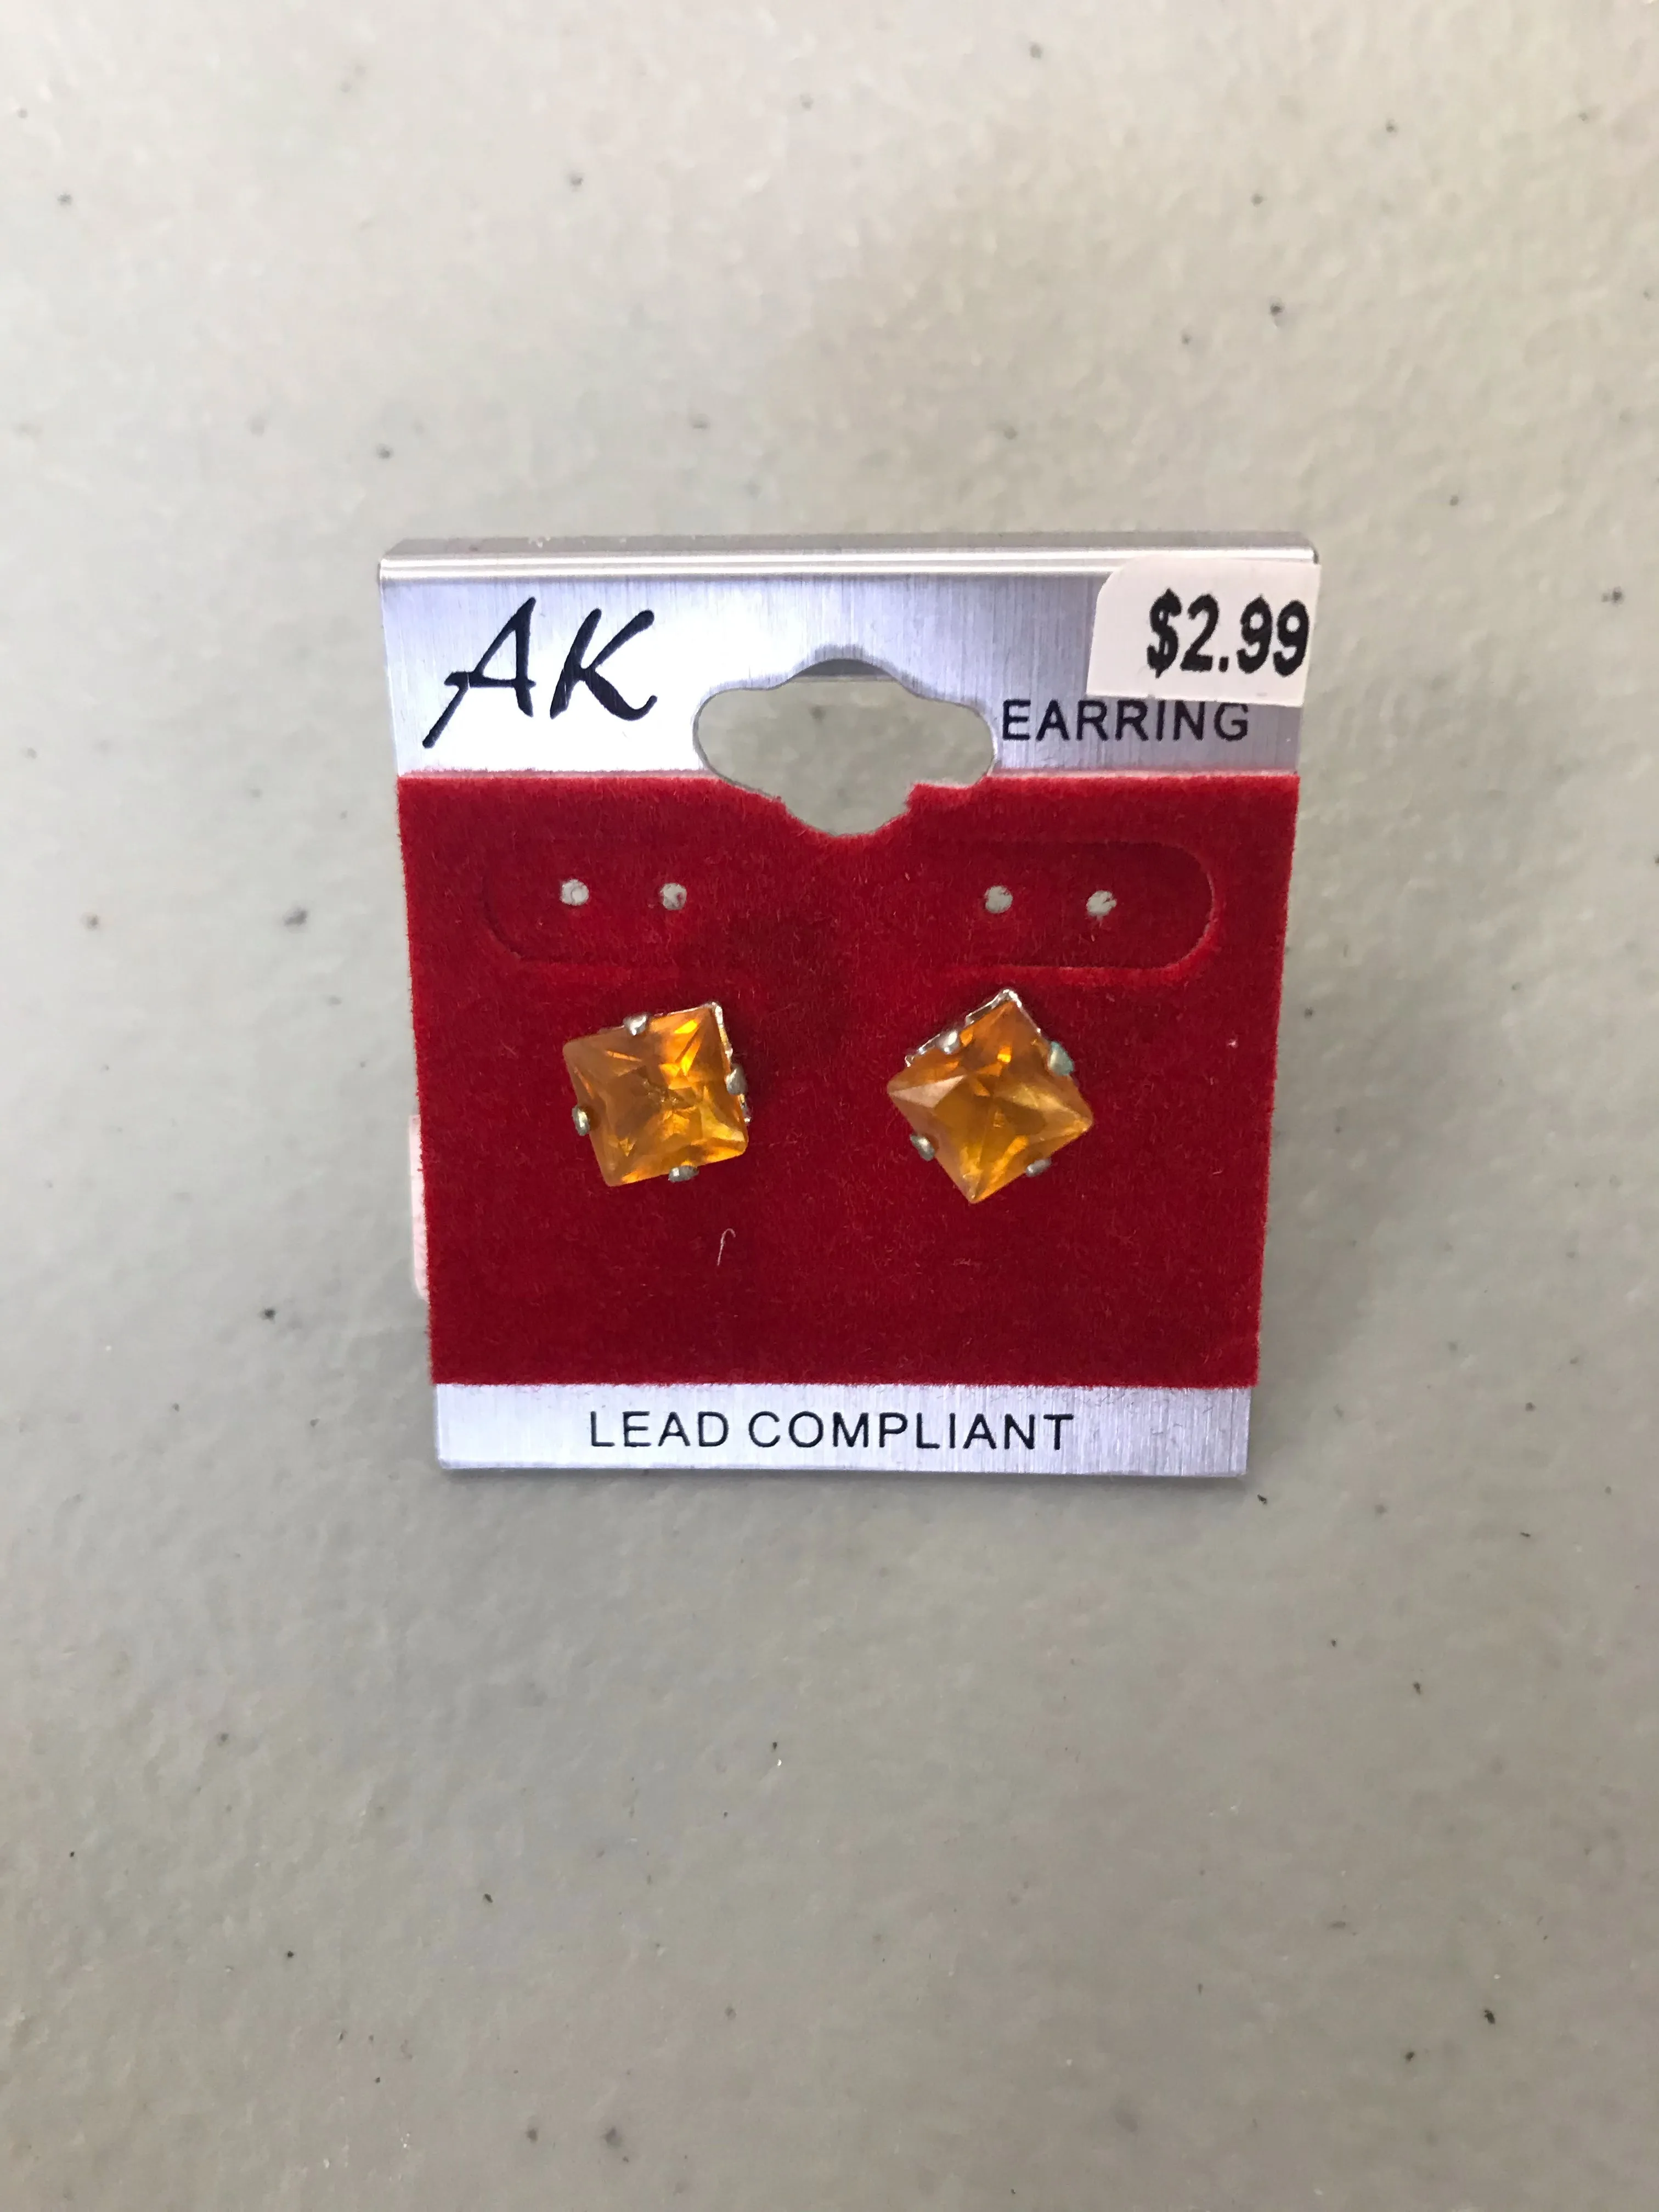 AK
$2.99
EARRING
LEAD COMPLIANT